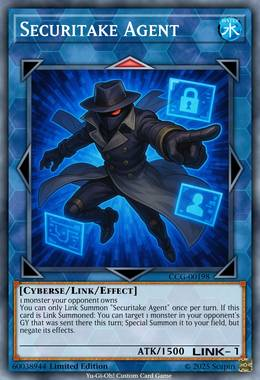 Securitake Agent
WATER
水
CCG-00198
[Cyberse/Link/Effect]
1 monster your opponent owns
You can only Link Summon "Securitake Agent" once per turn. If this
card is Link Summoned: You can target 1 monster in your opponent's
GY that was sent there this turn; Special Summon it to your field, but
negate its effects.
ATK/1500 LINK-1
60038944 Limited Edition © 2025 Scorpin
Yu-Gi-Oh! Custom Card Game